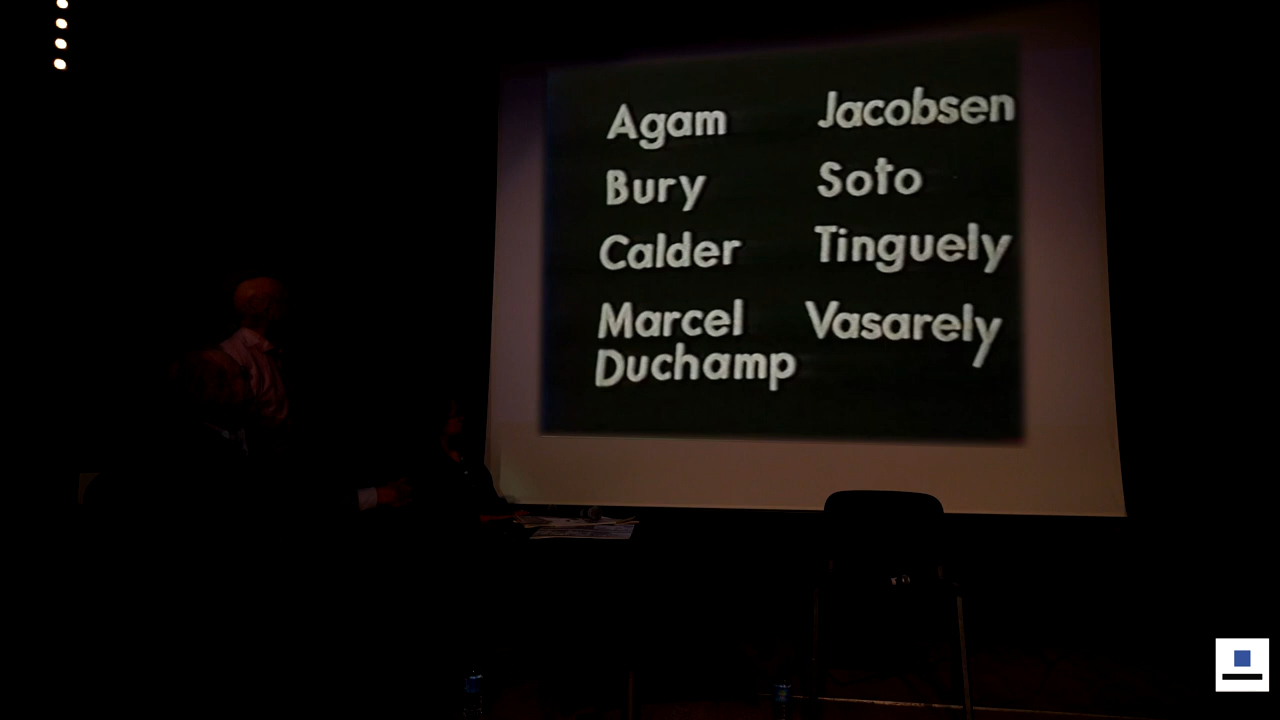 Agam
Bury
Calder
Marcel
Duchamp
Jacobsen
Soto
Tinguely
Vasarely